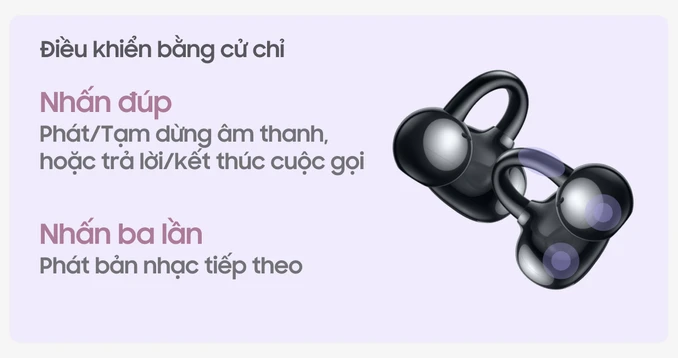 Điều khiển bằng cử chỉ
Nhấn đúp
Phát/Tạm dừng âm thanh,
hoặc trả lời/kết thúc cuộc gọi
Nhấn ba lần
Phát bản nhạc tiếp theo